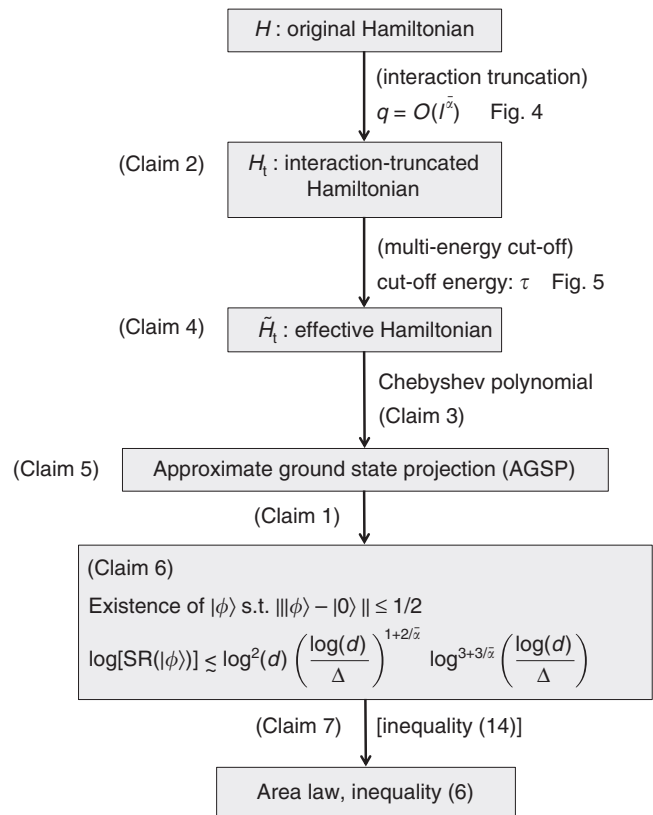 H : original Hamiltonian
(interaction truncation)
q = O(l^ᾱ) Fig. 4
(Claim 2)
H_t : interaction-truncated
Hamiltonian
(multi-energy cut-off)
cut-off energy: τ Fig. 5
(Claim 4)
H̃_t : effective Hamiltonian
Chebyshev polynomial
(Claim 3)
(Claim 5)
Approximate ground state projection (AGSP)
(Claim 1)
(Claim 6)
Existence of |ϕ⟩ s.t. |||ϕ⟩ – |0⟩ || ≤ 1/2
log[SR(|ϕ⟩)] ≲ log²(d) (log(d)/Δ)^{1+2/ᾱ} log^{3+3/ᾱ} (log(d)/Δ)
(Claim 7) [inequality (14)]
Area law, inequality (6)